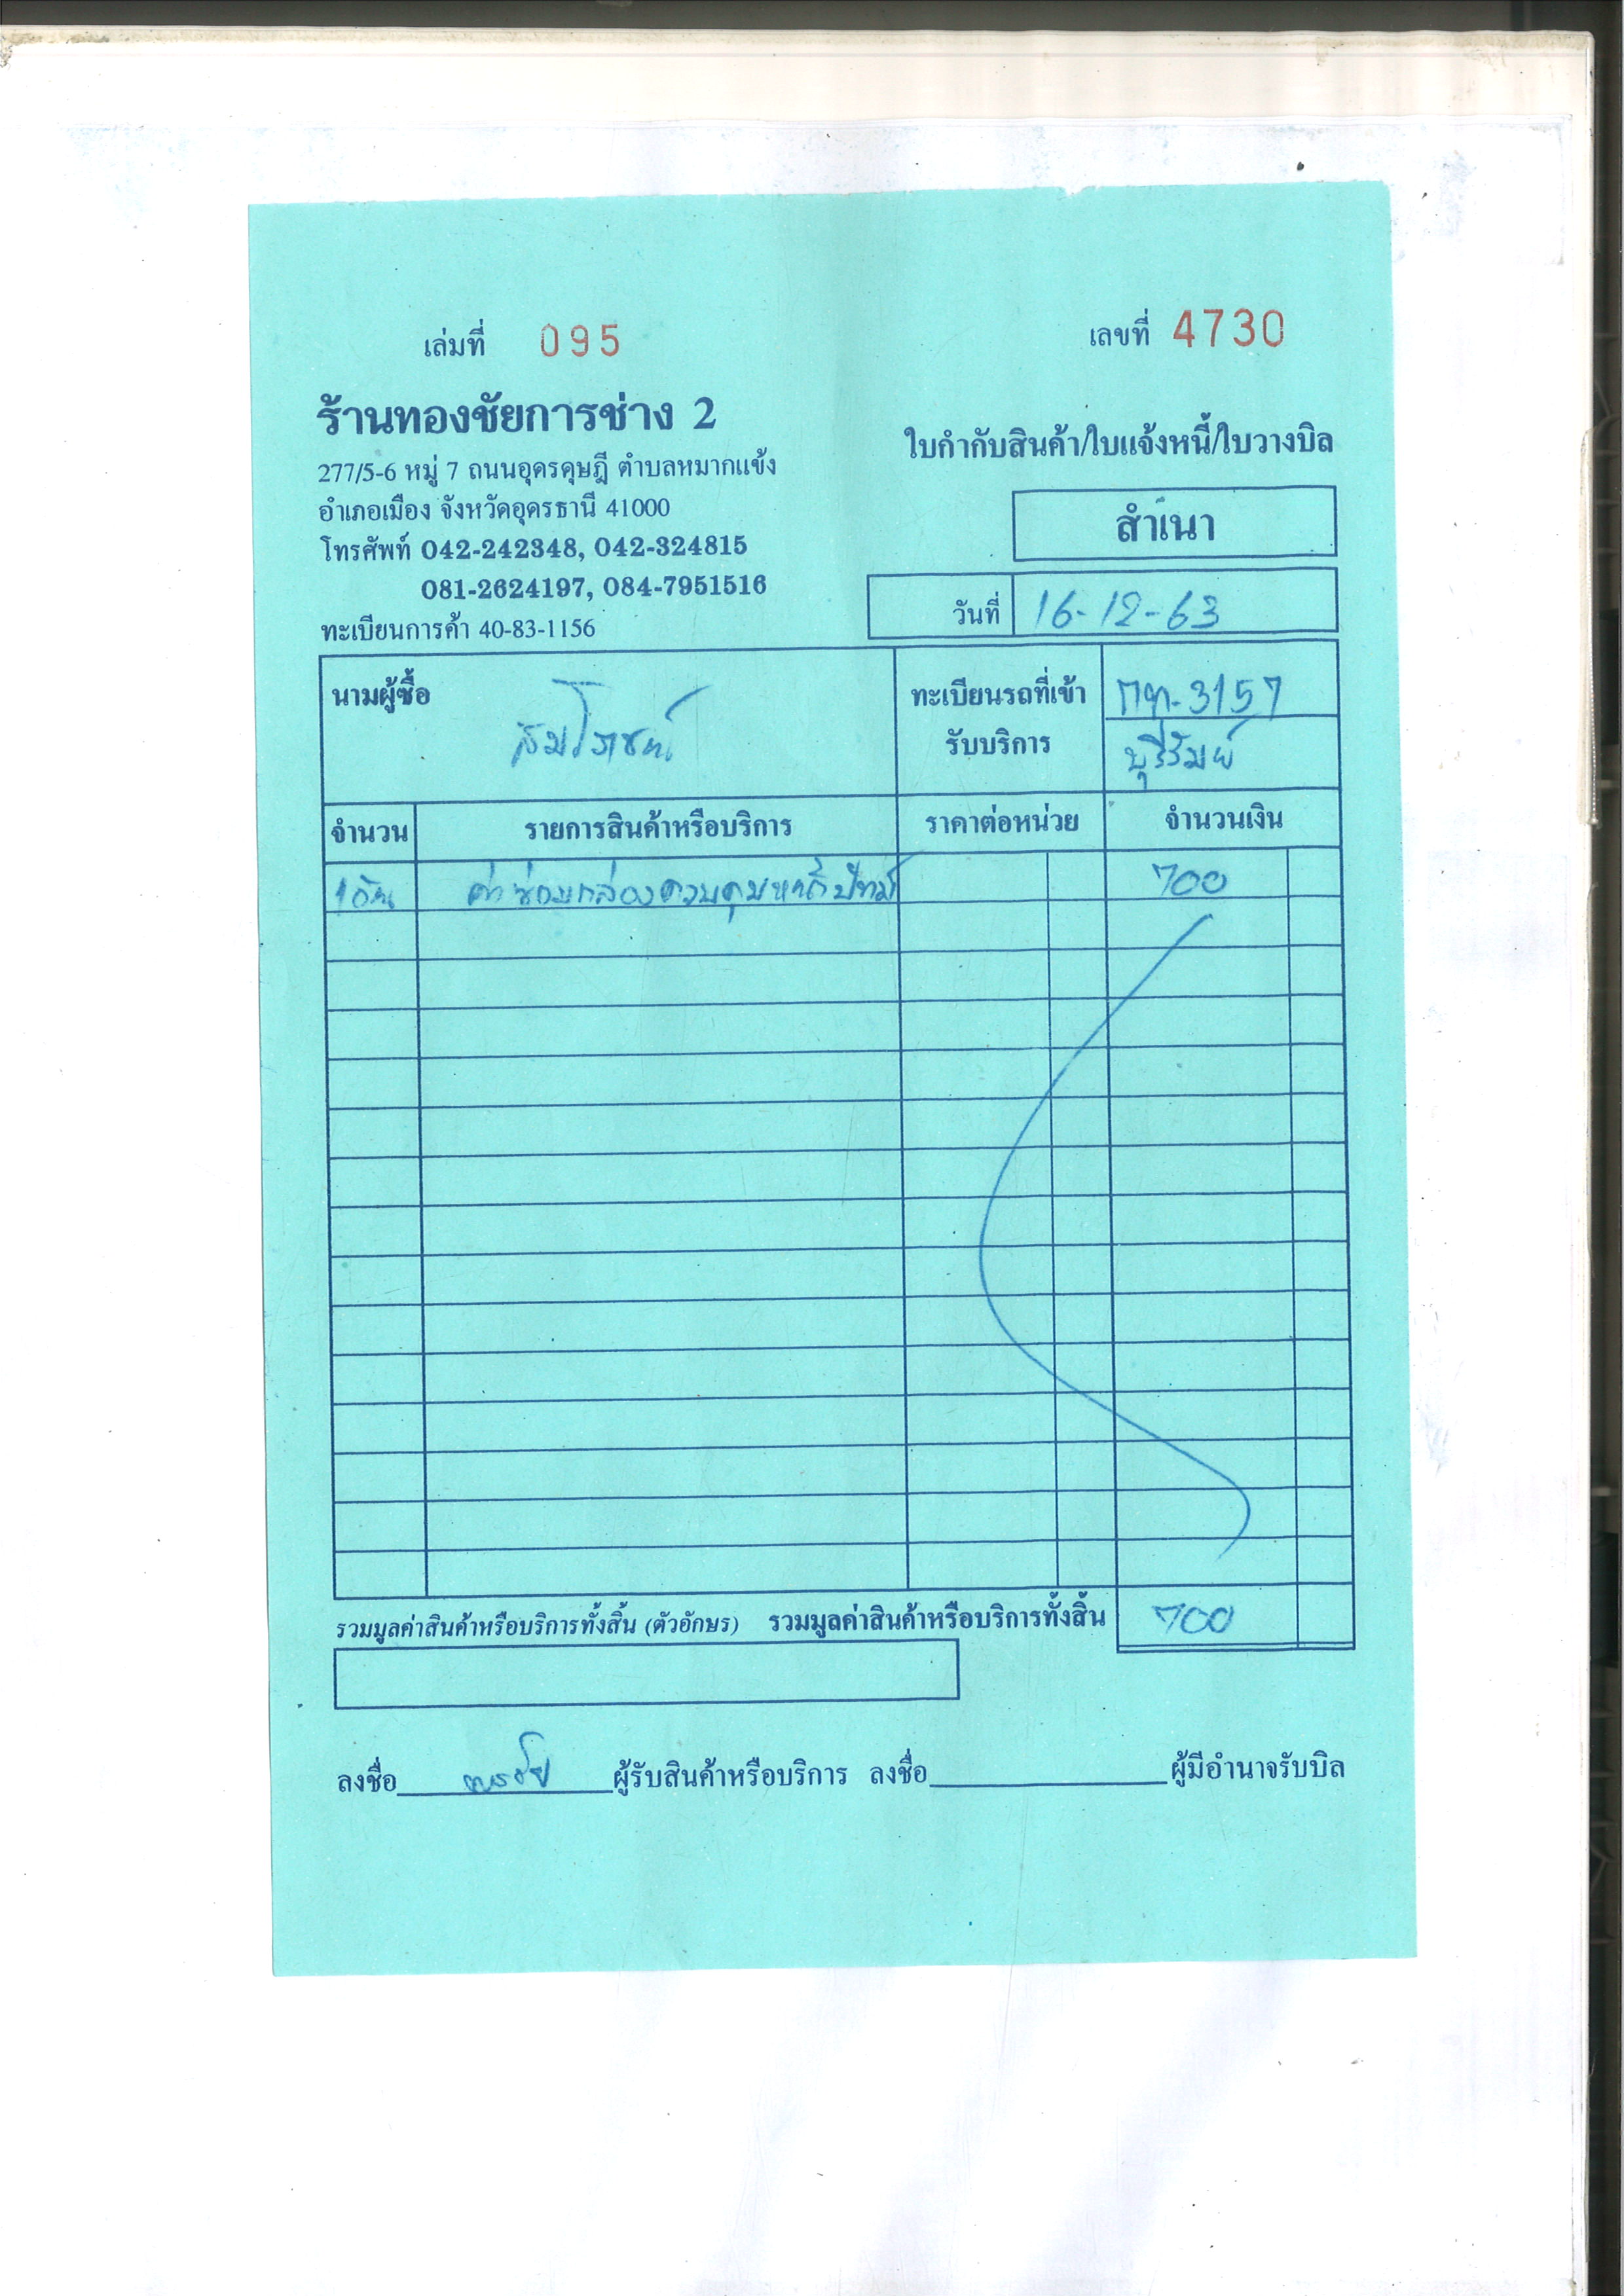 เล่มที่ 095
เลขที่ 4730
ร้านทองชัยการช่าง 2
277/5-6 หมู่ 7 ถนนอุดรดุษฎี ตำบลหมากแข้ง
อำเภอเมือง จังหวัดอุดรธานี 41000
โทรศัพท์ 042-242348, 042-324815
081-2624197, 084-7951516
ทะเบียนการค้า 40-83-1156
ใบกำกับสินค้า/ใบแจ้งหนี้/ใบวางบิล
สำเนา
วันที่ 16-12-63
นามผู้ซื้อ
ทะเบียนรถที่เข้า 3157
รับบริการ บุรีรัมย์
จำนวน รายการสินค้าหรือบริการ ราคาต่อหน่วย จำนวนเงิน
ค่าซ่อมกล่องควบคุม 700
รวมมูลค่าสินค้าหรือบริการทั้งสิ้น (ตัวอักษร) รวมมูลค่าสินค้าหรือบริการทั้งสิ้น 700
ลงชื่อ ผู้รับสินค้าหรือบริการ ลงชื่อ ผู้มีอำนาจรับบิล